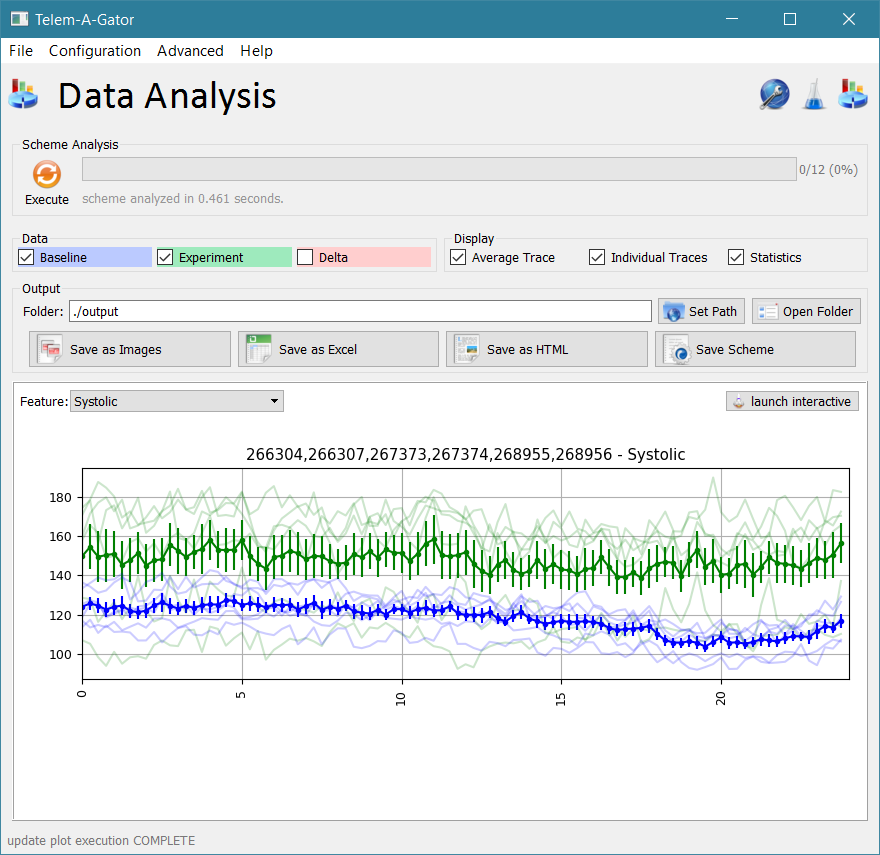 Telem-A-Gator
File Configuration Advanced Help
Data Analysis
Scheme Analysis
0/12 (0%)
Execute scheme analyzed in 0.461 seconds.
Data Display
Baseline Experiment Delta Average Trace Individual Traces Statistics
Output
Folder: ./output Set Path Open Folder
Save as Images Save as Excel Save as HTML Save Scheme
Feature: Systolic launch interactive
266304,266307,267373,267374,268955,268956 - Systolic
180
160
140
120
100
0 5 10 15 20
update plot execution COMPLETE